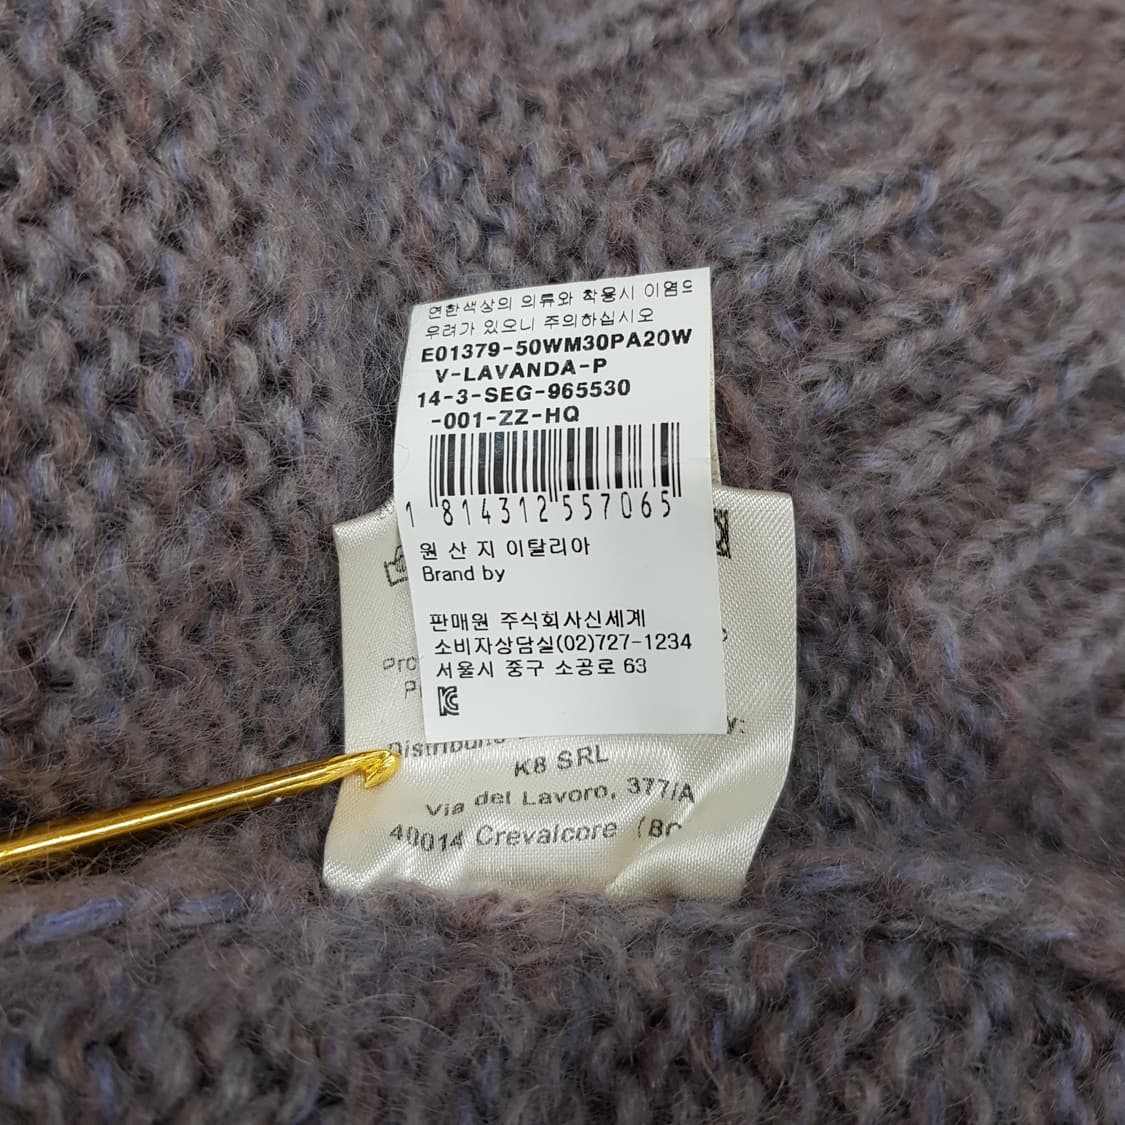 연한색상의 의류와 착용시 이염으
우려가 있으니 주의하십시오
E01379-50WM30PA20W
V-LAVANDA-P
14-3-SEG-965530
-001-ZZ-HQ
1 814312557065
원 산 지 이탈리아
Brand by
판매원 주식회사신세계
소비자상담실(02)727-1234
서울시 중구 소공로 63
K8 SRL
Via del Lavoro, 377/A
40014 Crevalcore (Bo